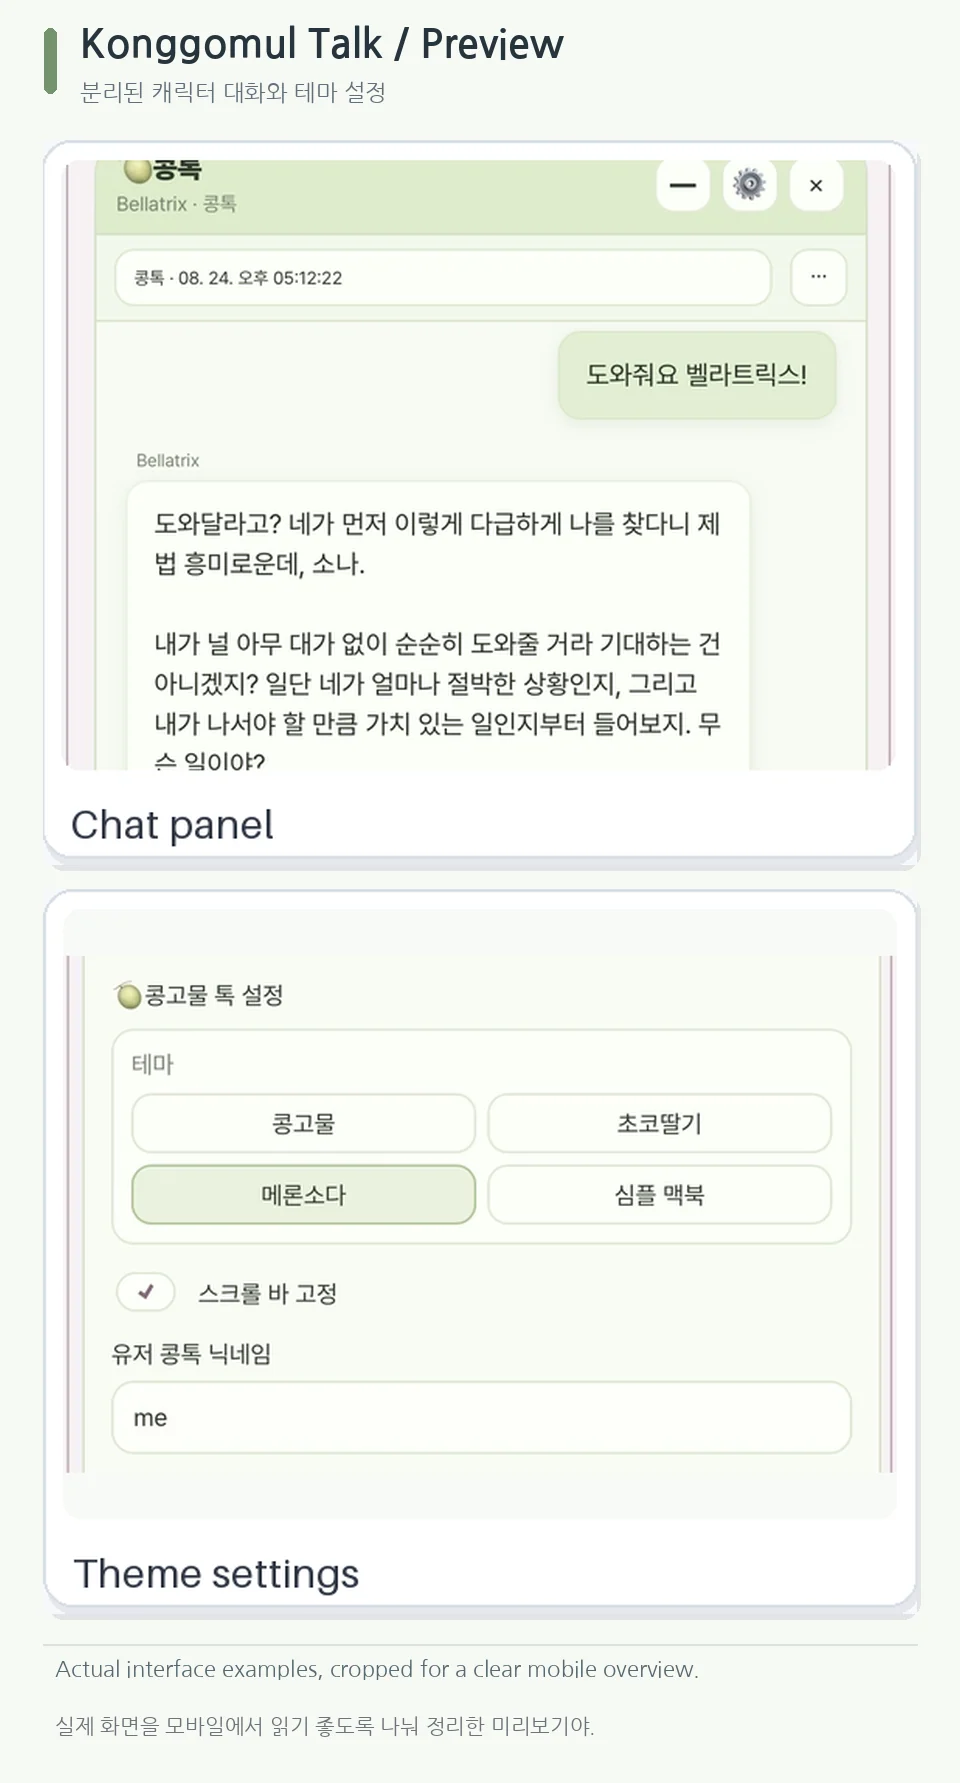 Konggomul Talk / Preview
분리된 캐릭터 대화와 테마 설정
콩톡
Bellatrix · 콩톡
콩톡 · 08. 24. 오후 05:12:22
...
도와줘요 벨라트릭스!
Bellatrix
도와달라고? 네가 먼저 이렇게 다급하게 나를 찾다니 제
법 흥미로운데, 소나.
내가 널 아무 대가 없이 순순히 도와줄 거라 기대하는 건
아니겠지? 일단 네가 얼마나 절박한 상황인지, 그리고
내가 나서야 할 만큼 가치 있는 일인지부터 들어보지. 무
슨 일이야?
Chat panel
콩고물 톡 설정
테마
콩고물
초코딸기
메론소다
심플 맥북
스크롤 바 고정
유저 콩톡 닉네임
me
Theme settings
Actual interface examples, cropped for a clear mobile overview.
실제 화면을 모바일에서 읽기 좋도록 나눠 정리한 미리보기야.